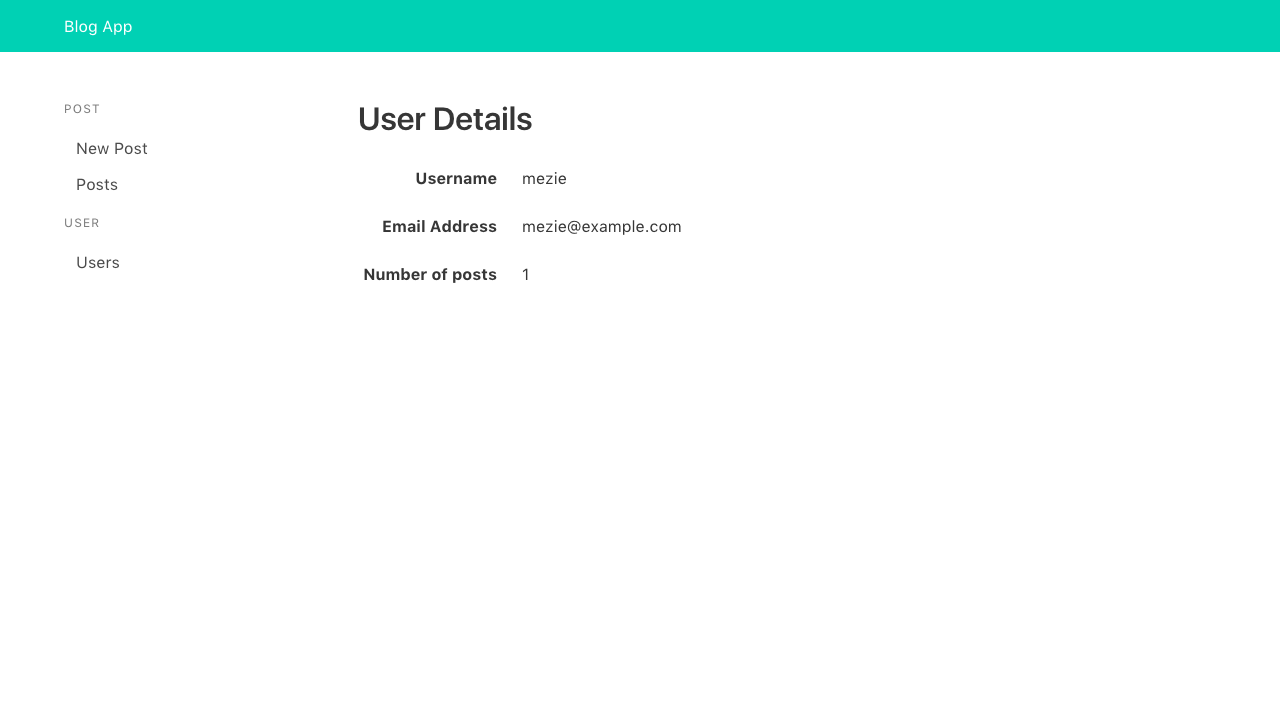 Blog App
POST
New Post
Posts
USER
Users
User Details
Username mezie
Email Address mezie@example.com
Number of posts 1